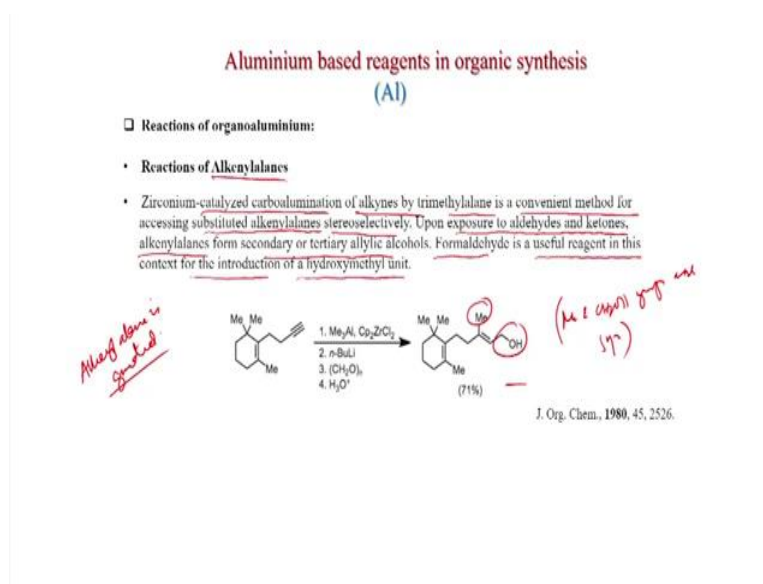 Aluminium based reagents in organic synthesis
(Al)
❑ Reactions of organoaluminium:
• Reactions of Alkenylalanes
• Zirconium-catalyzed carboalumination of alkynes by trimethylalane is a convenient method for
accessing substituted alkenylalanes stereoselectively. Upon exposure to aldehydes and ketones,
alkenylalanes form secondary or tertiary allylic alcohols. Formaldehyde is a useful reagent in this
context for the introduction of a hydroxymethyl unit.
Me Me
Me
1. Me₃Al, Cp₂ZrCl₂
2. n-BuLi
3. (CH₂O)ₙ
4. H₃O⁺
Me Me
Me
OH
Me
(71%)
J. Org. Chem., 1980, 45, 2526.